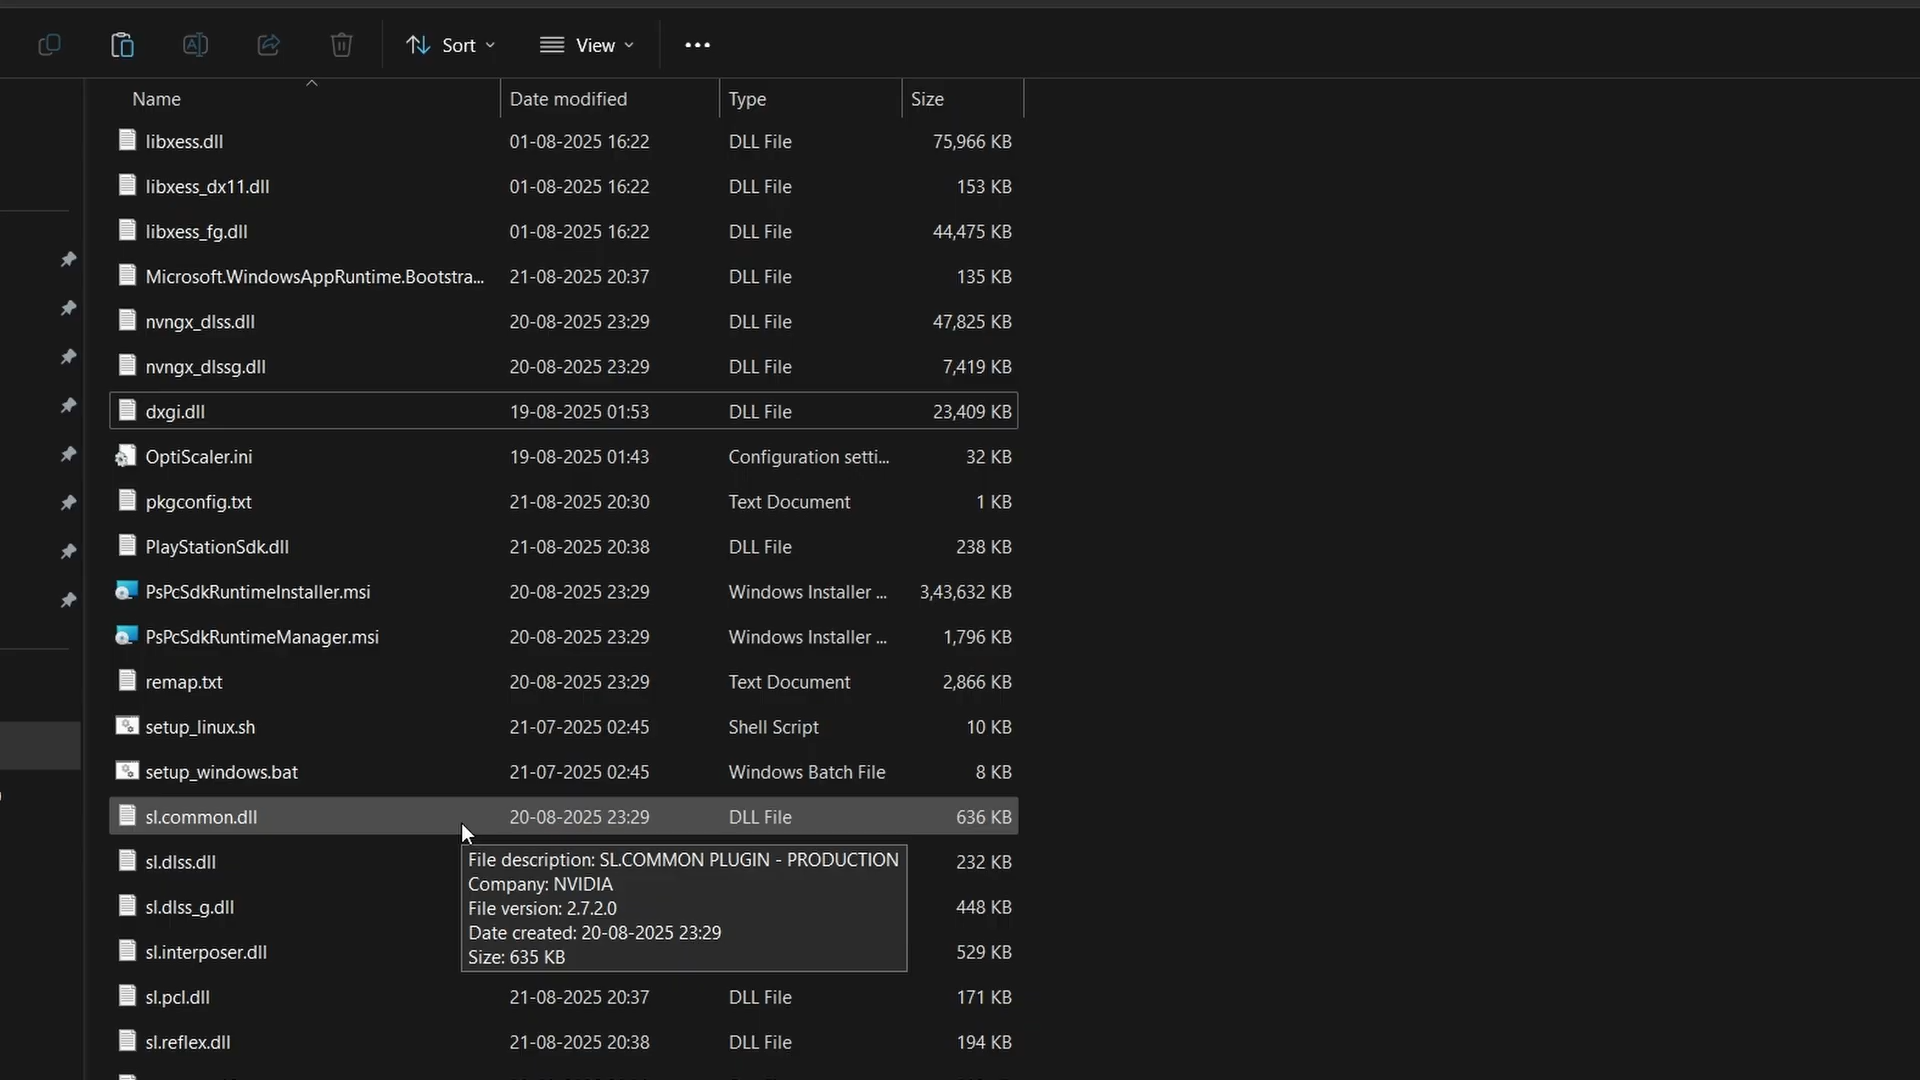 Sort View
Name Date modified Type Size
libxess.dll 01-08-2025 16:22 DLL File 75,966 KB
libxess_dx11.dll 01-08-2025 16:22 DLL File 153 KB
libxess_fg.dll 01-08-2025 16:22 DLL File 44,475 KB
Microsoft.WindowsAppRuntime.Bootstra... 21-08-2025 20:37 DLL File 135 KB
nvngx_dlss.dll 20-08-2025 23:29 DLL File 47,825 KB
nvngx_dlssg.dll 20-08-2025 23:29 DLL File 7,419 KB
dxgi.dll 19-08-2025 01:53 DLL File 23,409 KB
OptiScaler.ini 19-08-2025 01:43 Configuration setti... 32 KB
pkgconfig.txt 21-08-2025 20:30 Text Document 1 KB
PlayStationSdk.dll 21-08-2025 20:38 DLL File 238 KB
PsPcSdkRuntimeInstaller.msi 20-08-2025 23:29 Windows Installer ... 3,43,632 KB
PsPcSdkRuntimeManager.msi 20-08-2025 23:29 Windows Installer ... 1,796 KB
remap.txt 20-08-2025 23:29 Text Document 2,866 KB
setup_linux.sh 21-07-2025 02:45 Shell Script 10 KB
setup_windows.bat 21-07-2025 02:45 Windows Batch File 8 KB
sl.common.dll 20-08-2025 23:29 DLL File 636 KB
sl.dlss.dll 232 KB
sl.dlss_g.dll 448 KB
sl.interposer.dll 529 KB
File description: SL.COMMON PLUGIN - PRODUCTION
Company: NVIDIA
File version: 2.7.2.0
Date created: 20-08-2025 23:29
Size: 635 KB
sl.pcl.dll 21-08-2025 20:37 DLL File 171 KB
sl.reflex.dll 21-08-2025 20:38 DLL File 194 KB